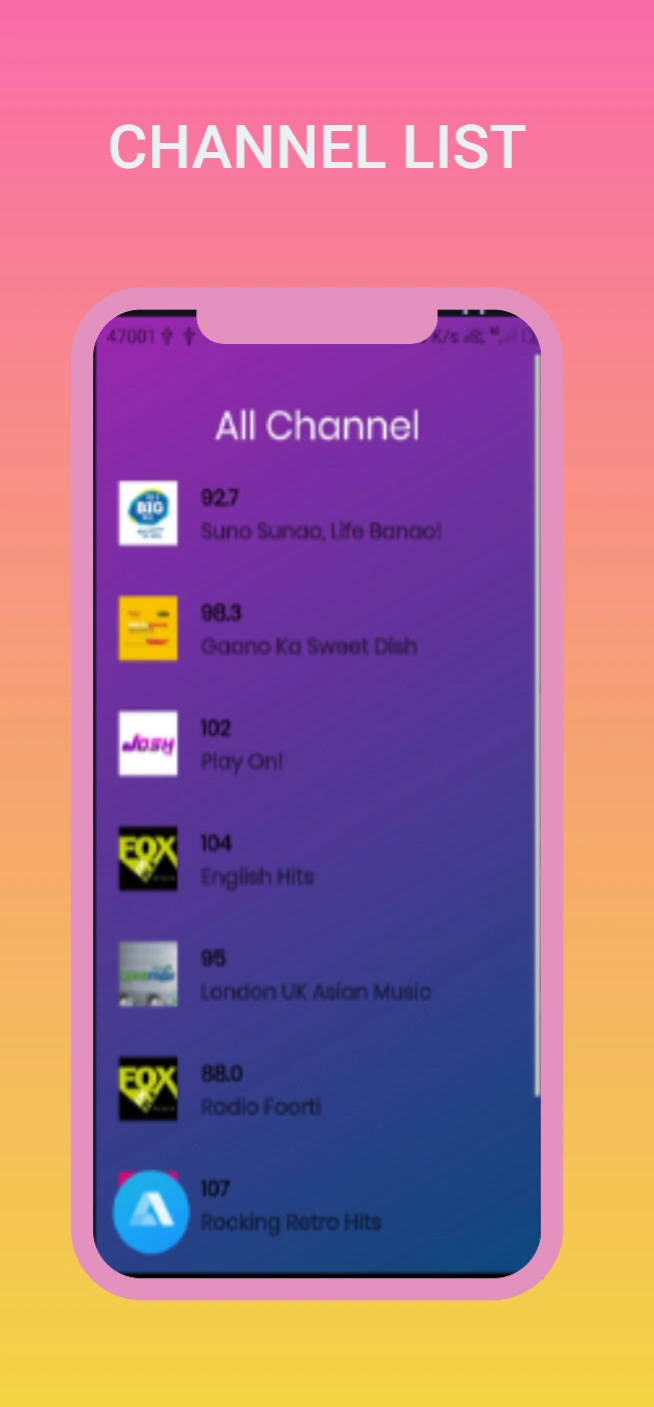 CHANNEL LIST
47001
K/s
All Channel
BIG
92.7
Suno Sunao, Life Banao!
98.3
Gaano Ka Sweet Dish
JOSH
102
Play On!
FOX
104
English Hits
95
London UK Asian Music
FOX
88.0
Radio Foorti
107
Rocking Retro Hits